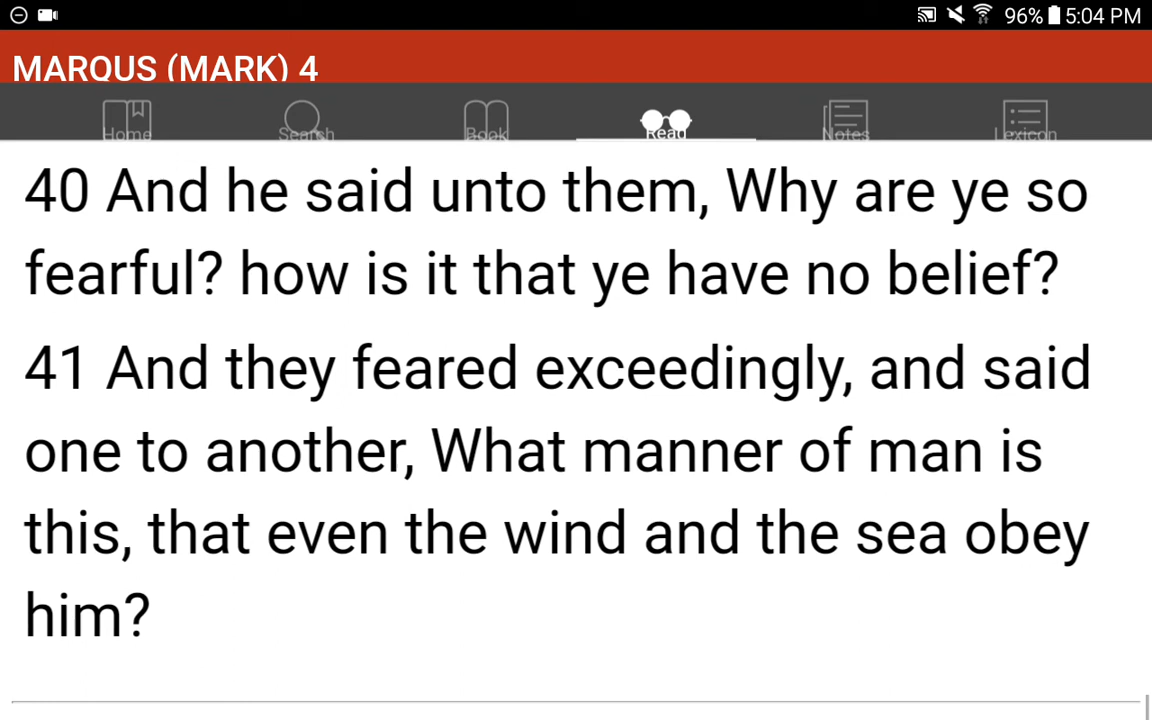 96% 5:04 PM
MARQUS (MARK) 4
Home Search Book Read Notes Lexicon
40 And he said unto them, Why are ye so
fearful? how is it that ye have no belief?
41 And they feared exceedingly, and said
one to another, What manner of man is
this, that even the wind and the sea obey
him?